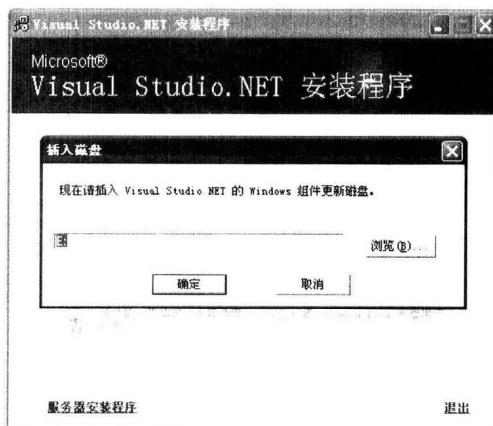 Visual Studio.NET 安装程序
Microsoft®
Visual Studio.NET 安装程序
插入磁盘
现在请插入 Visual Studio.NET 的 Windows 组件更新磁盘。
浏览(B)...
确定
取消
服务器安装程序
退出